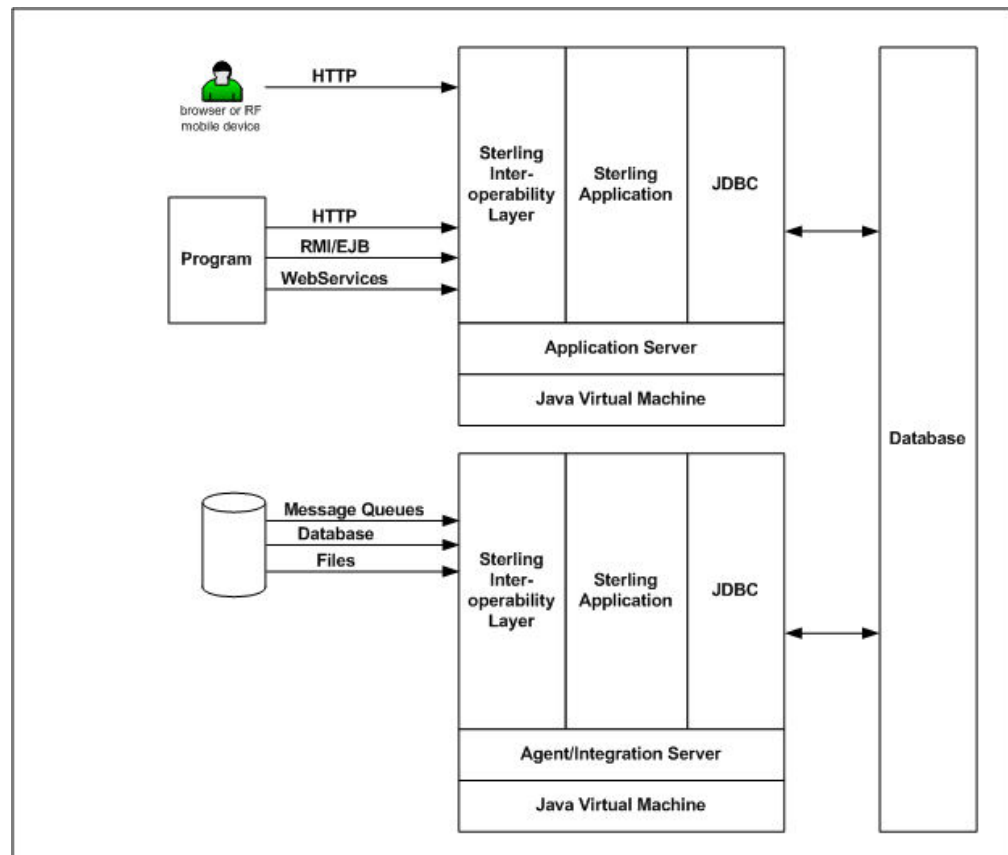 HTTP
browser or RF
mobile device
Program
HTTP
RMI/EJB
WebServices
Sterling
Inter-
operability
Layer
Sterling
Application
JDBC
Application Server
Java Virtual Machine
Database
Message Queues
Database
Files
Sterling
Inter-
operability
Layer
Sterling
Application
JDBC
Agent/Integration Server
Java Virtual Machine